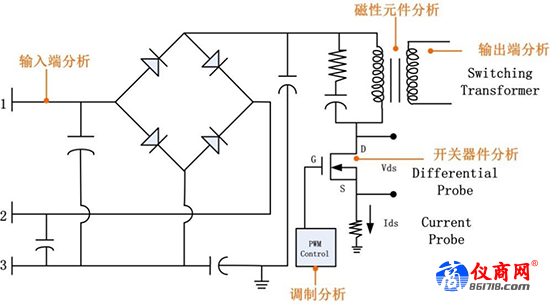 磁性元件分析
输入端分析
输出端分析
Switching
Transformer
1
D
开关器件分析
G
Vds
Differential
Probe
S
2
Ids
Current
Probe
PWM
Control
3
调制分析
仪商网®
861718.com